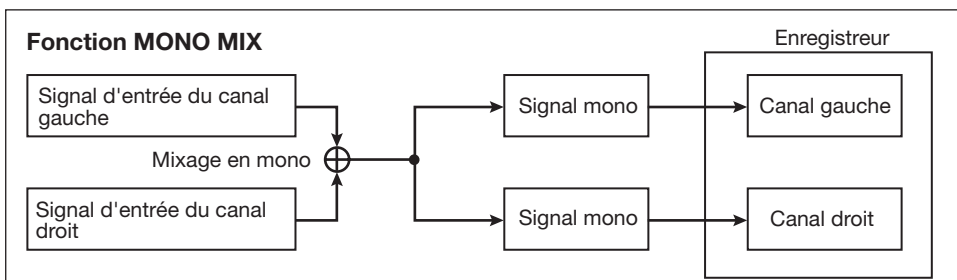 Fonction MONO MIX
Enregistreur
Signal d'entrée du canal
gauche
Signal mono
Canal gauche
Mixage en mono
Signal d'entrée du canal
droit
Signal mono
Canal droit